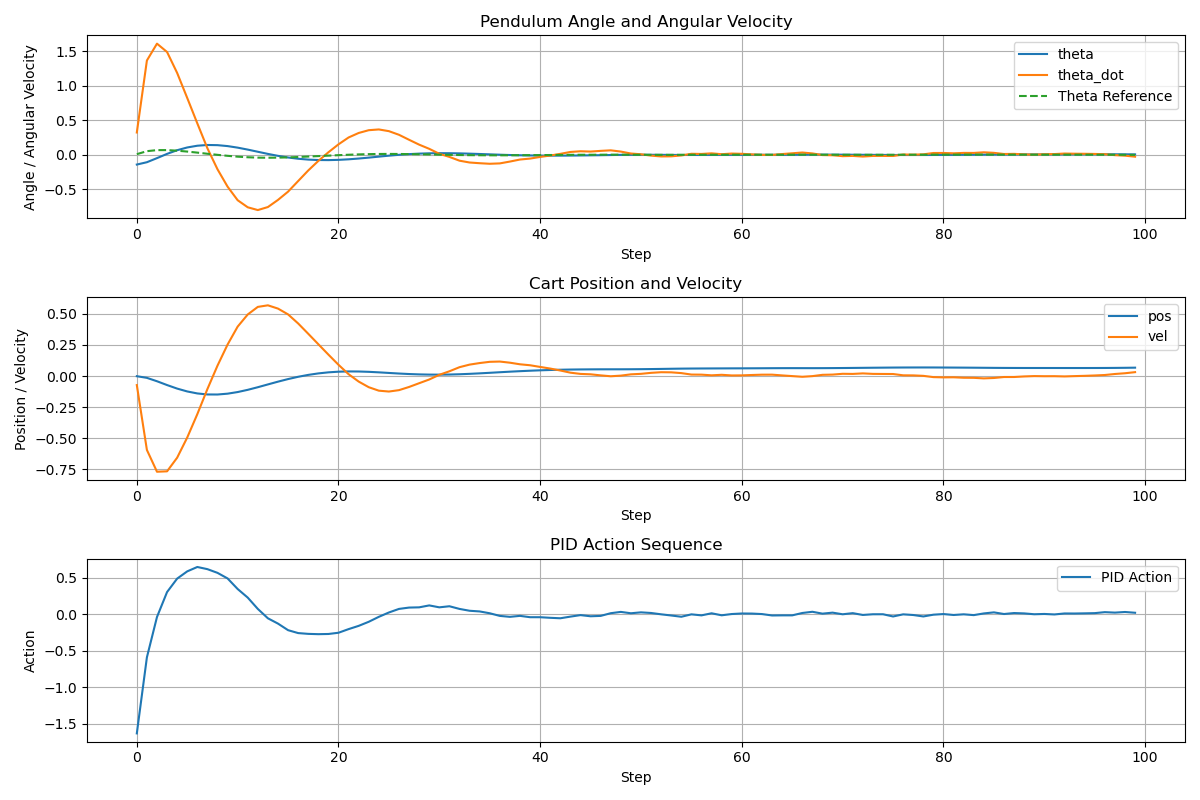 Pendulum Angle and Angular Velocity
Angle / Angular Velocity
1.5
1.0
0.5
0.0
−0.5
theta
theta_dot
Theta Reference
0 20 40 60 80 100
Step
Cart Position and Velocity
Position / Velocity
0.50
0.25
0.00
−0.25
−0.50
−0.75
pos
vel
0 20 40 60 80 100
Step
PID Action Sequence
Action
0.5
0.0
−0.5
−1.0
−1.5
PID Action
0 20 40 60 80 100
Step